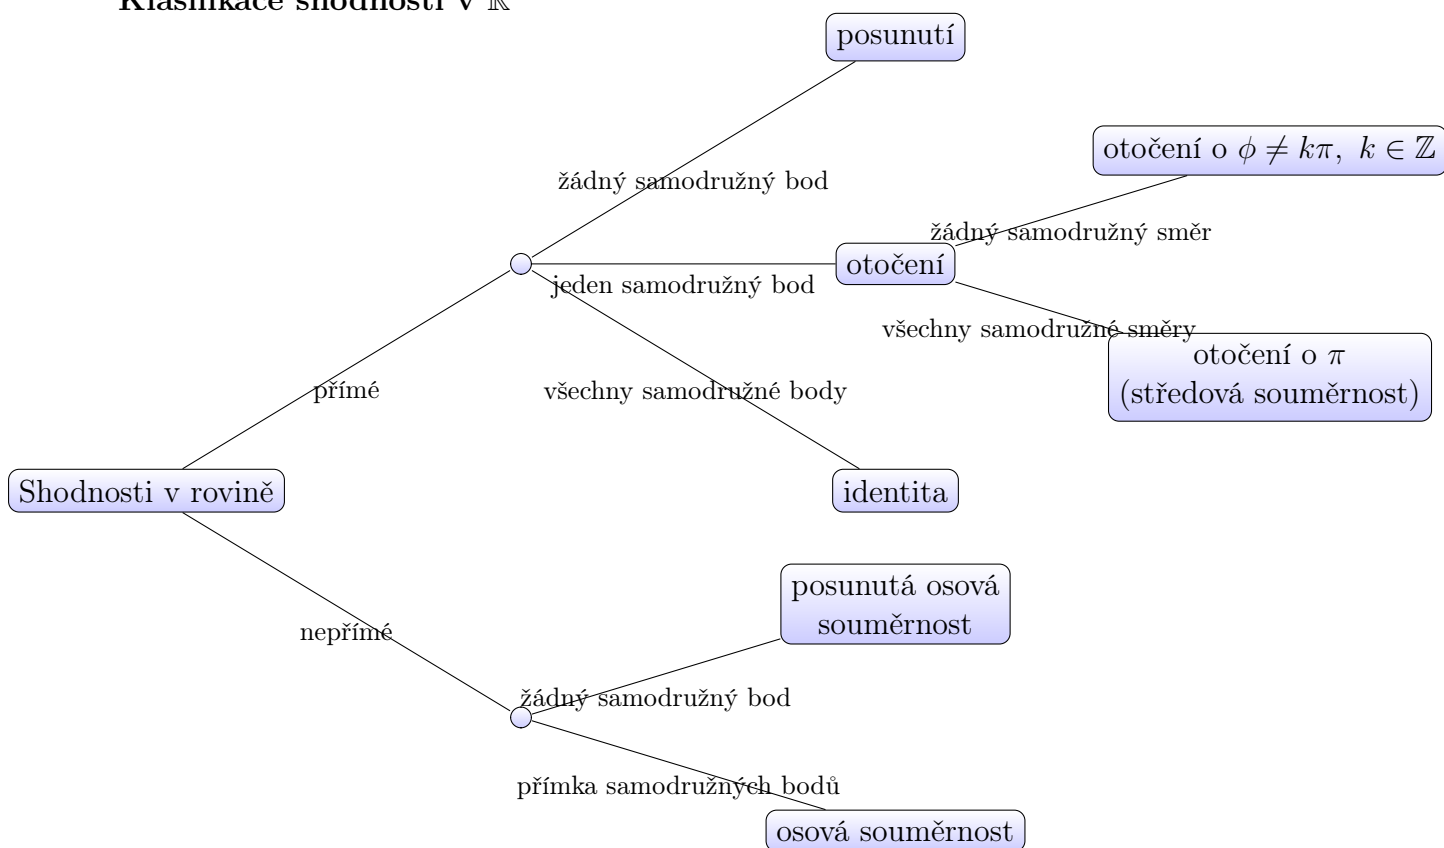 Klasifikace shodností v ℝ
posunutí
otočení o ϕ ≠ kπ, k ∈ ℤ
žádný samodružný bod
žádný samodružný směr
otočení
jeden samodružný bod
všechny samodružné směry
otočení o π
(středová souměrnost)
přímé
všechny samodružné body
Shodnosti v rovině
identita
posunutá osová
souměrnost
nepřímé
žádný samodružný bod
přímka samodružných bodů
osová souměrnost